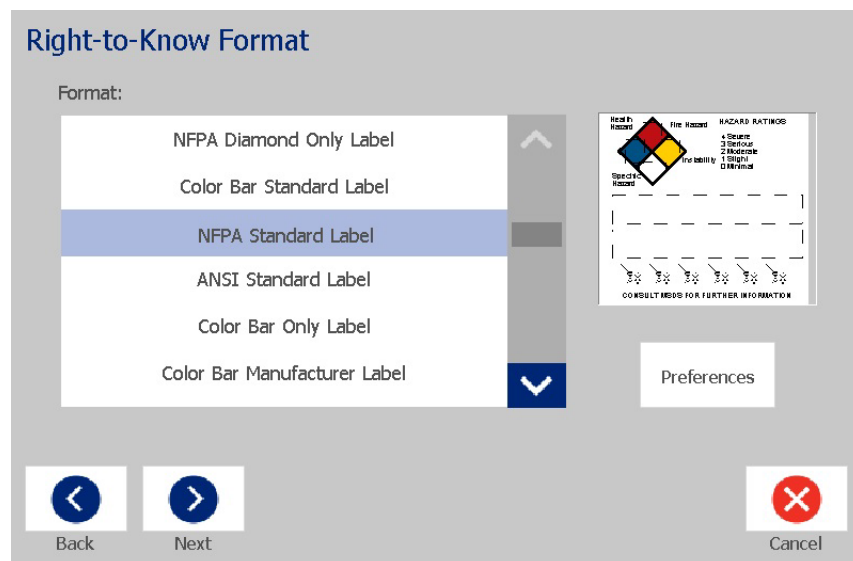 Right-to-Know Format
Format:
NFPA Diamond Only Label
Color Bar Standard Label
NFPA Standard Label
ANSI Standard Label
Color Bar Only Label
Color Bar Manufacturer Label
Health
Hazard
Fire Hazard
HAZARD RATINGS
4 Severe
3 Serious
2 Moderate
1 Slight
0 Minimal
Instability
Specific
Hazard
CONSULT MSDS FOR FURTHER INFORMATION
Preferences
Back
Next
Cancel